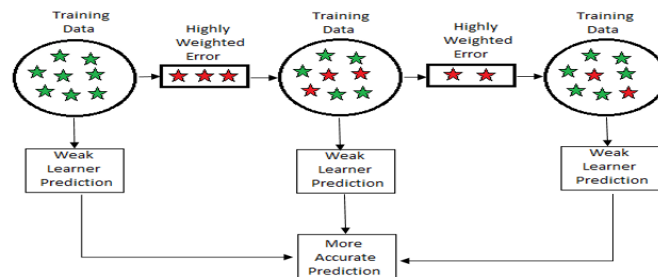 Training
Data
Highly
Weighted
Error
Training
Data
Highly
Weighted
Error
Training
Data
Weak
Learner
Prediction
Weak
Learner
Prediction
Weak
Learner
Prediction
More
Accurate
Prediction